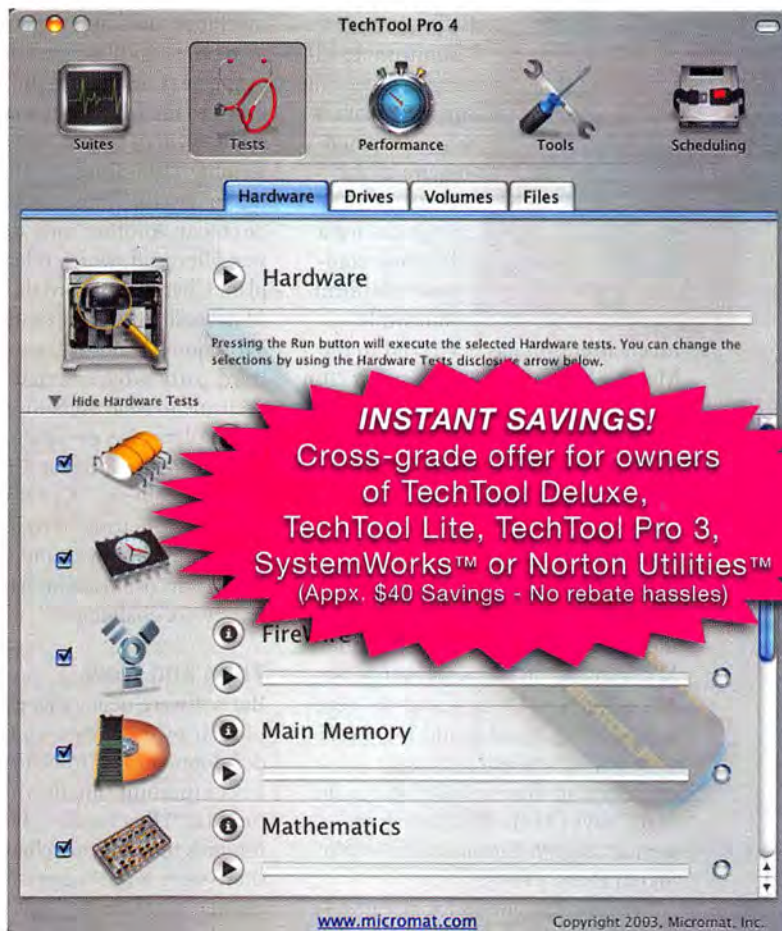 TechTool Pro 4
Suites
Tests
Performance
Tools
Scheduling
Hardware
Drives
Volumes
Files
Hardware
Pressing the Run button will execute the selected Hardware tests. You can change the
selections by using the Hardware Tests disclosure arrow below.
Hide Hardware Tests
INSTANT SAVINGS!
Cross-grade offer for owners
of TechTool Deluxe,
TechTool Lite, TechTool Pro 3,
SystemWorks™ or Norton Utilities™
(Appx. $40 Savings - No rebate hassles)
FireWire
Main Memory
Mathematics
www.micromat.com
Copyright 2003, Micromat, Inc.